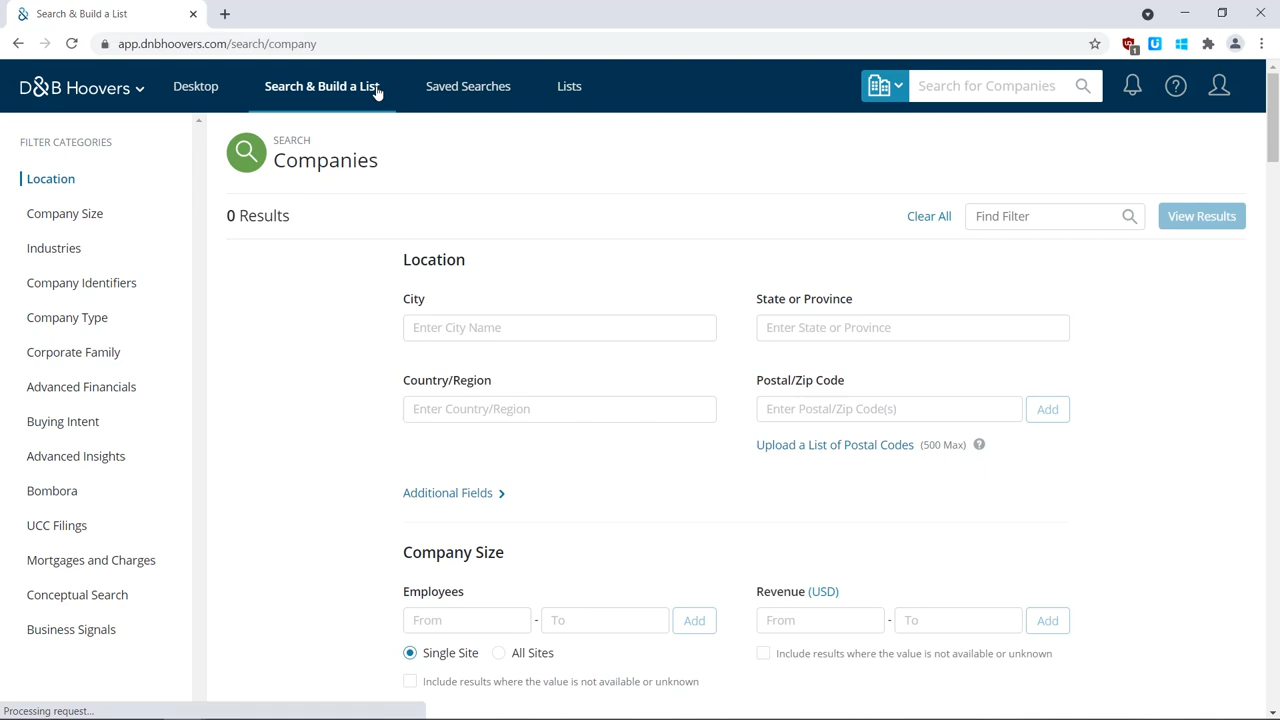 Search & Build a List
app.dnbhoovers.com/search/company
1
D&B Hoovers
Desktop
Search & Build a List
Saved Searches
Lists
Search for Companies
FILTER CATEGORIES
Location
Company Size
Industries
Company Identifiers
Company Type
Corporate Family
Advanced Financials
Buying Intent
Advanced Insights
Bombora
UCC Filings
Mortgages and Charges
Conceptual Search
Business Signals
SEARCH
Companies
0 Results
Clear All
Find Filter
View Results
Location
City
State or Province
Enter City Name
Enter State or Province
Country/Region
Postal/Zip Code
Enter Country/Region
Enter Postal/Zip Code(s)
Add
Upload a List of Postal Codes (500 Max) ?
Additional Fields
Company Size
Employees
Revenue (USD)
From - To Add
From - To Add
Single Site All Sites
Include results where the value is not available or unknown
Include results where the value is not available or unknown
Processing request...